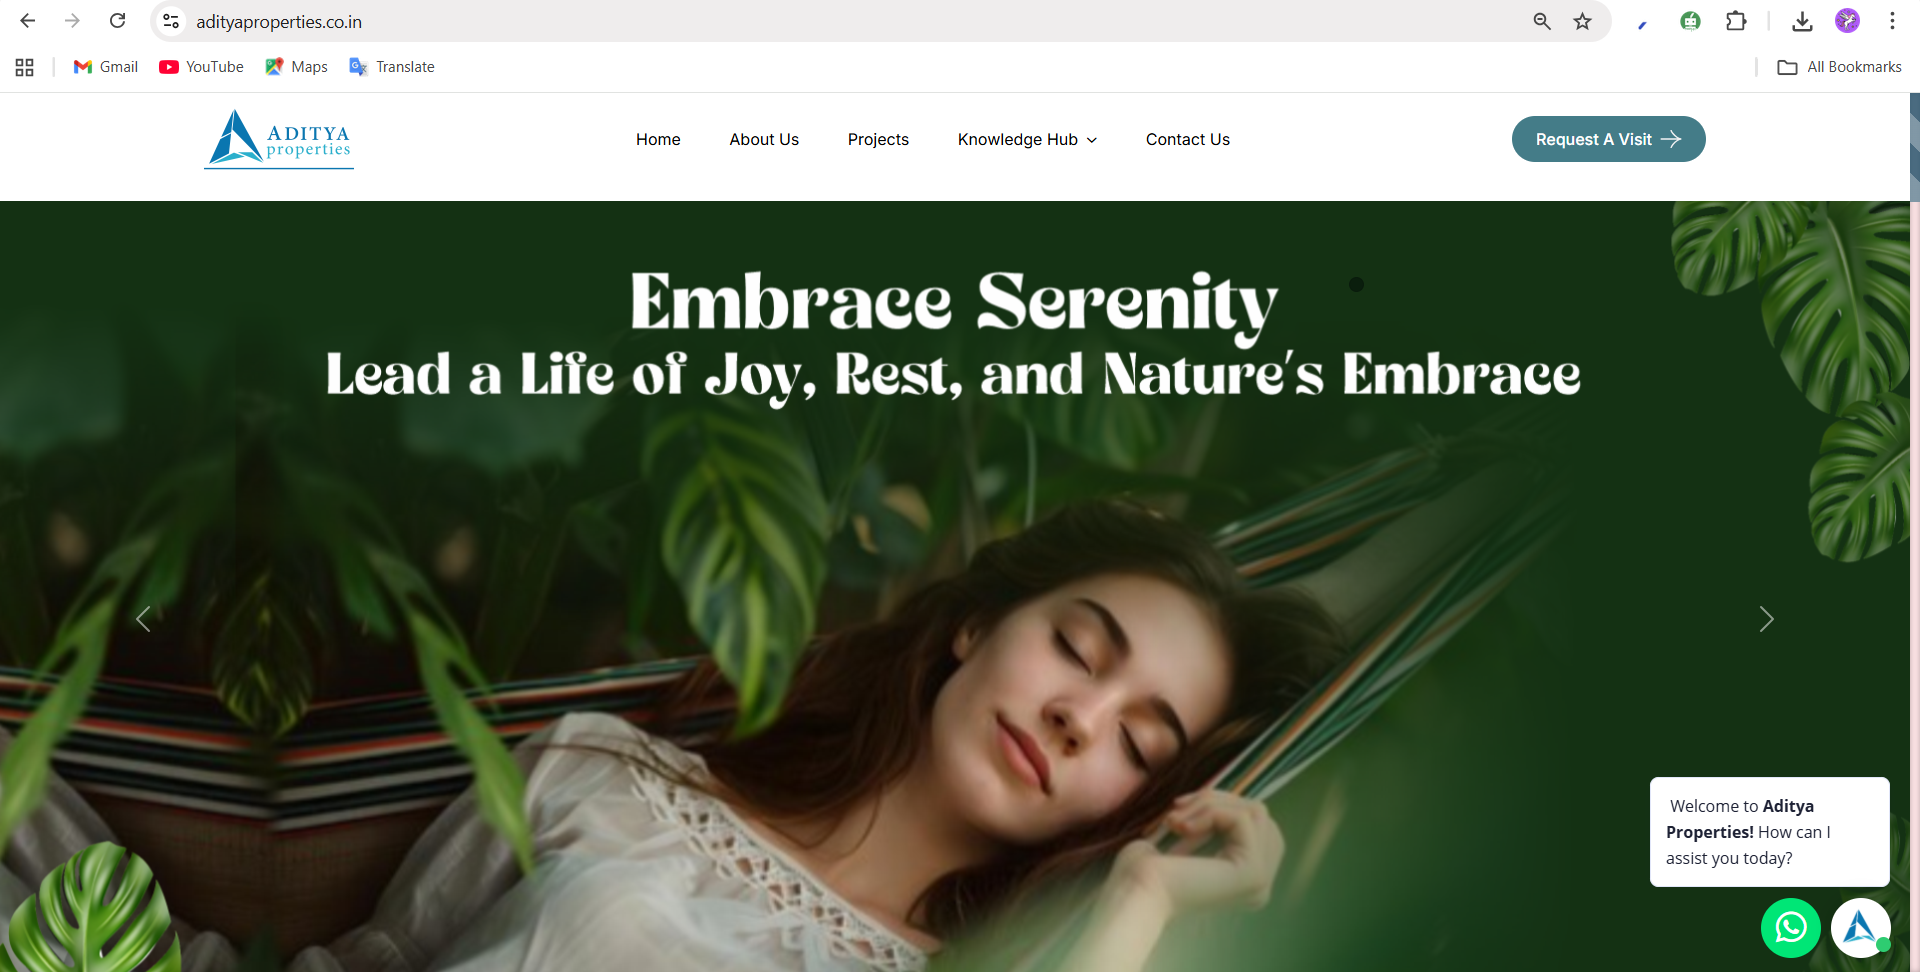 adityaproperties.co.in
Gmail
YouTube
Maps
Translate
All Bookmarks
ADITYA
properties
Home
About Us
Projects
Knowledge Hub
Contact Us
Request A Visit
Embrace Serenity
Lead a Life of Joy, Rest, and Nature's Embrace
Welcome to Aditya
Properties! How can I
assist you today?